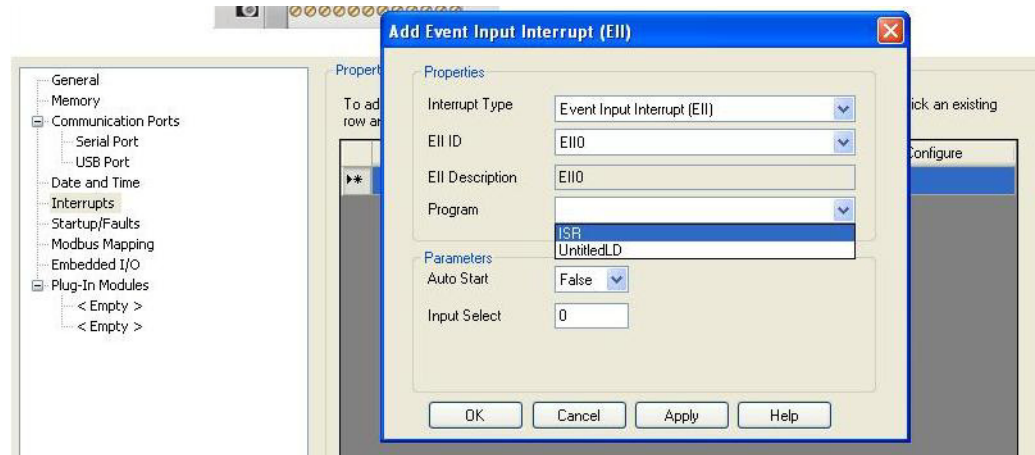 Add Event Input Interrupt (EII)
General
Memory
Communication Ports
Serial Port
USB Port
Date and Time
Interrupts
Startup/Faults
Modbus Mapping
Embedded I/O
Plug-In Modules
< Empty >
< Empty >
Propert
To ad
row ar
ick an existing
Configure
Properties
Interrupt Type Event Input Interrupt (EII)
EII ID EII0
EII Description EII0
Program
ISR
UntitledLD
Parameters
Auto Start False
Input Select 0
OK Cancel Apply Help